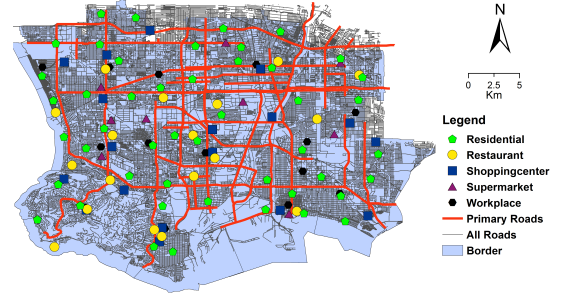 N
0 2.5 5
Km
Legend
Residential
Restaurant
Shoppingcenter
Supermarket
Workplace
Primary Roads
All Roads
Border